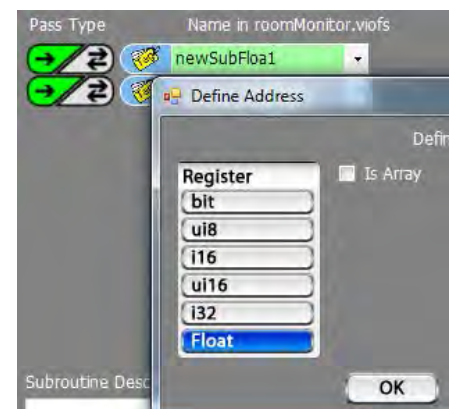 Pass Type Name in roomMonitor.viofs
newSubFloa1
Define Address
Register
Is Array
bit
ui8
i16
ui16
i32
Float
Subroutine
OK